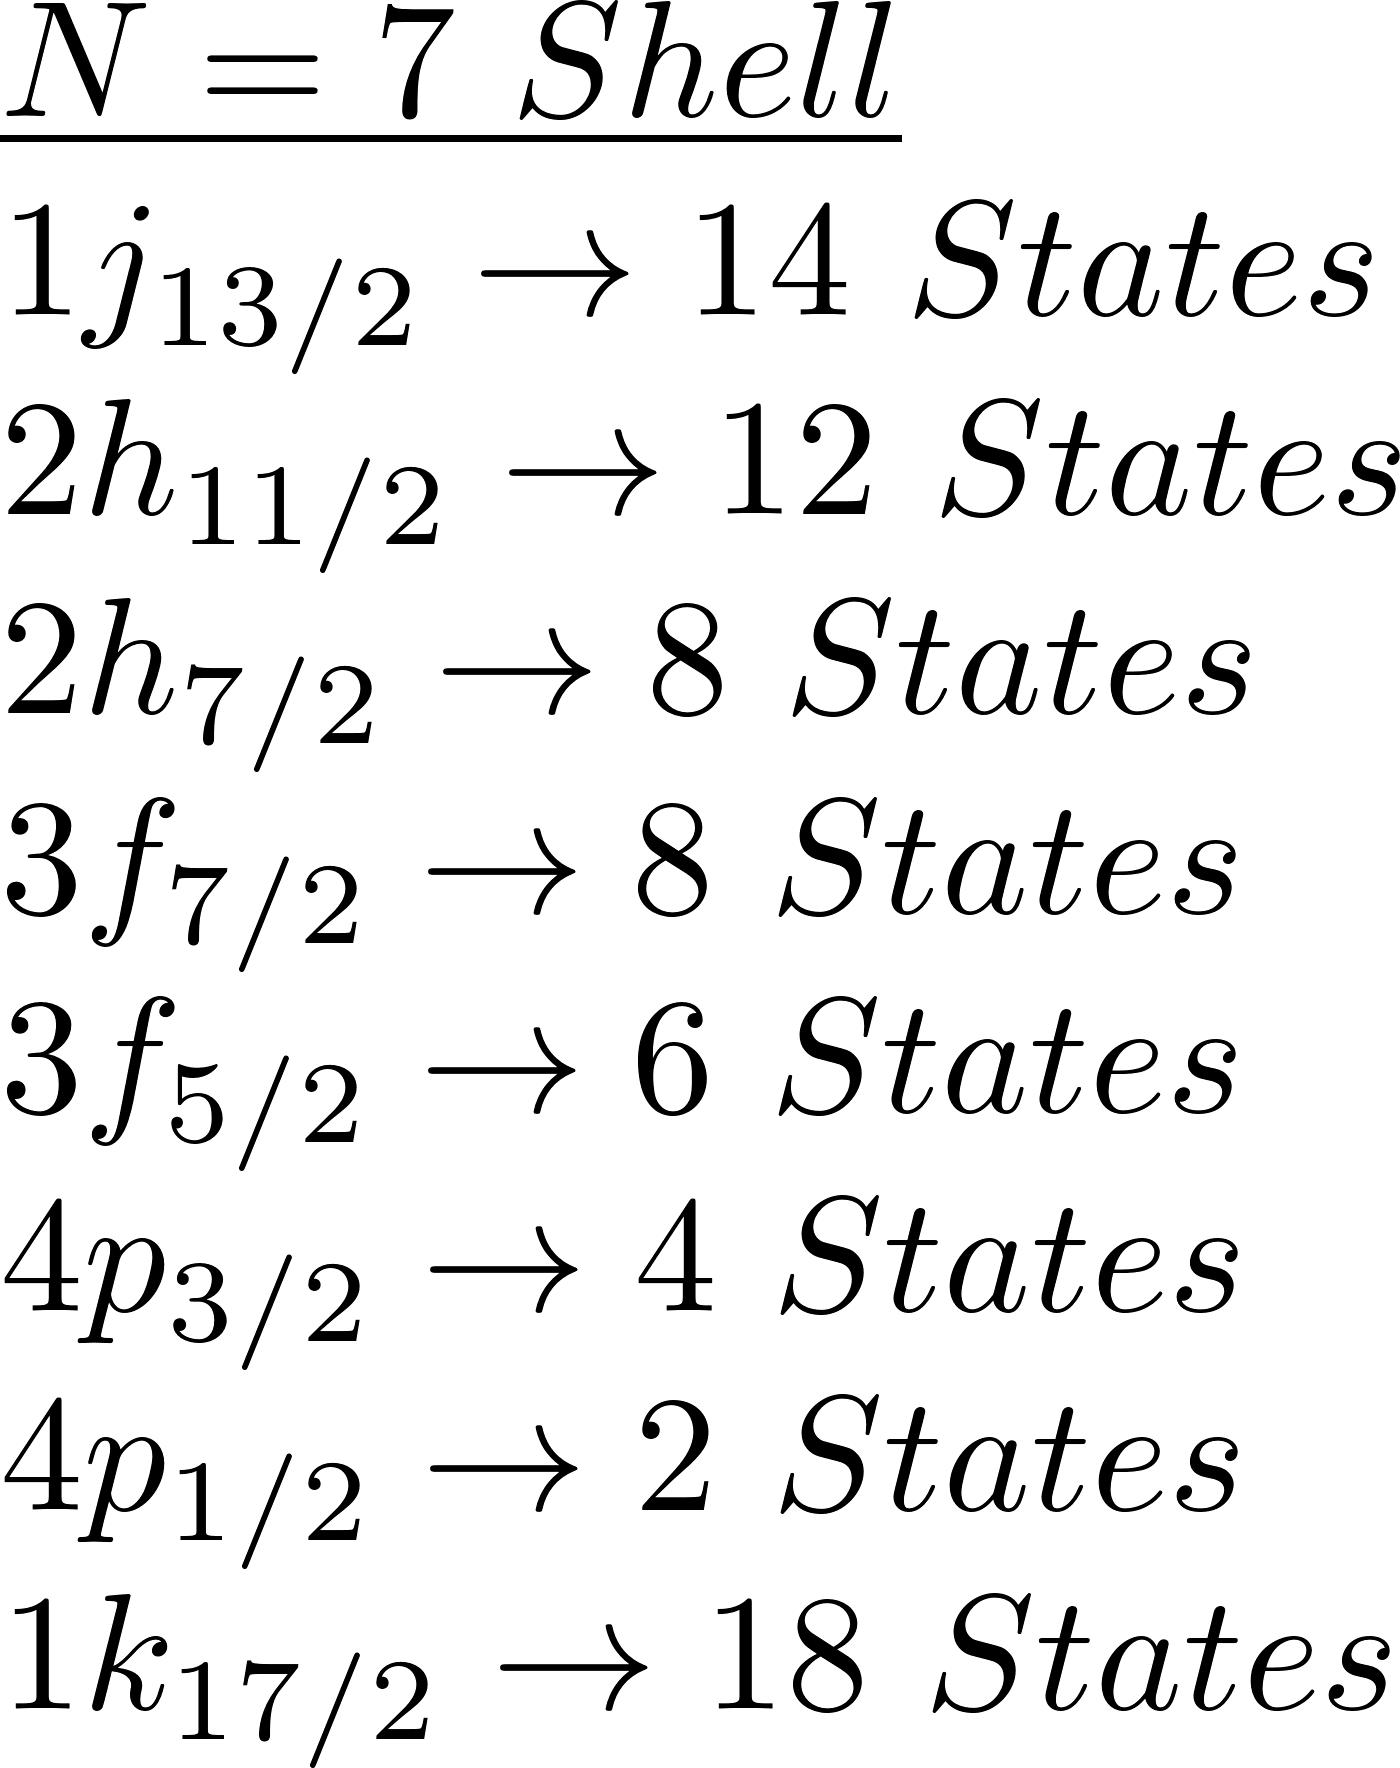 N = 7 Shell
1j13/2 → 14 States
2h11/2 → 12 States
2h7/2 → 8 States
3f7/2 → 8 States
3f5/2 → 6 States
4p3/2 → 4 States
4p1/2 → 2 States
1k17/2 → 18 States